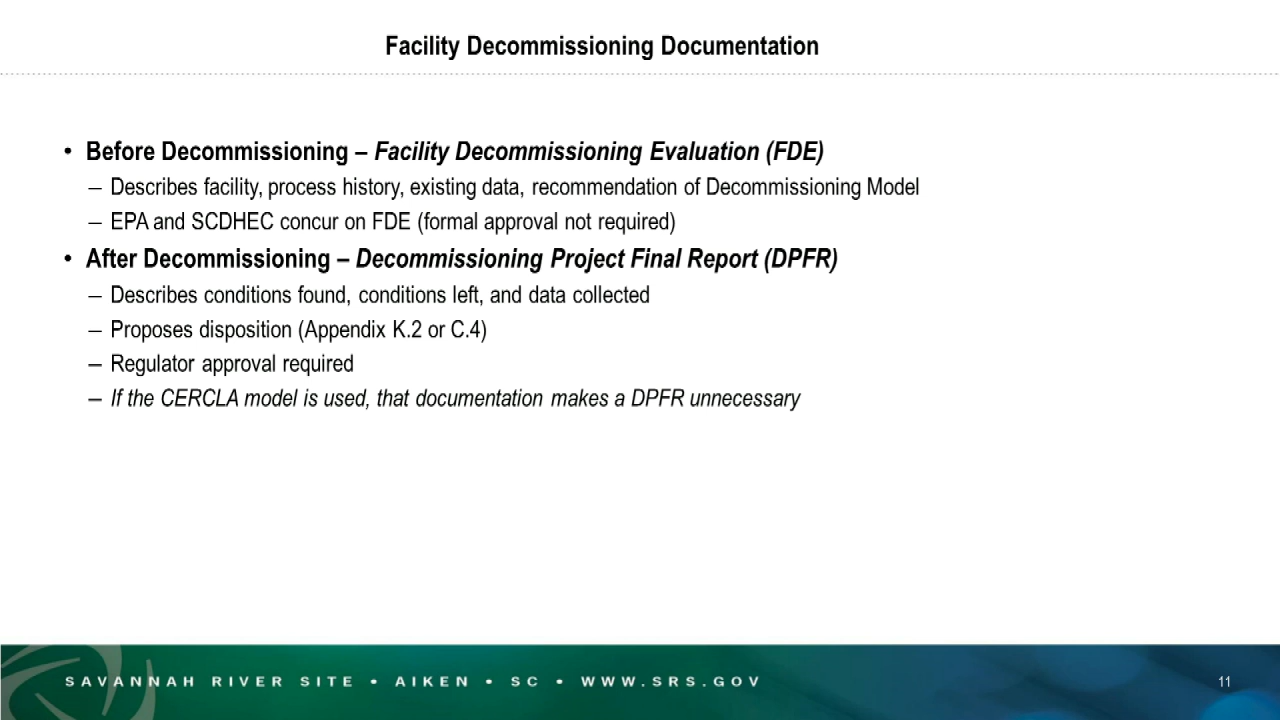 Facility Decommissioning Documentation
• Before Decommissioning – Facility Decommissioning Evaluation (FDE)
– Describes facility, process history, existing data, recommendation of Decommissioning Model
– EPA and SCDHEC concur on FDE (formal approval not required)
• After Decommissioning – Decommissioning Project Final Report (DPFR)
– Describes conditions found, conditions left, and data collected
– Proposes disposition (Appendix K.2 or C.4)
– Regulator approval required
– If the CERCLA model is used, that documentation makes a DPFR unnecessary
SAVANNAH RIVER SITE • AIKEN • SC • WWW.SRS.GOV
11